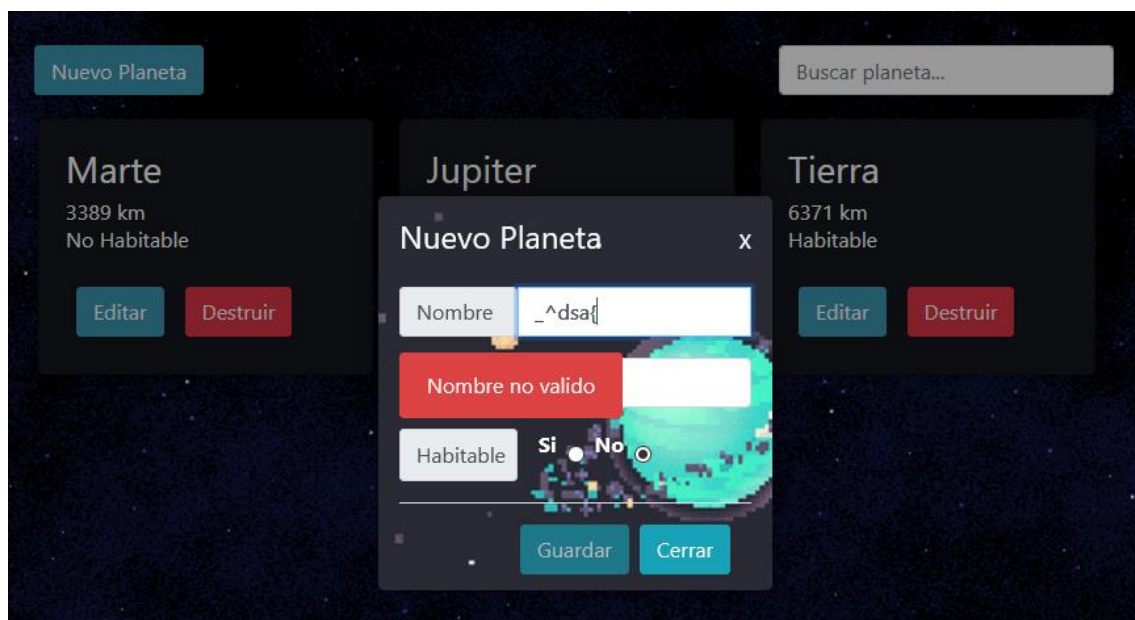 Nuevo Planeta
Buscar planeta...
Marte
3389 km
No Habitable
Editar
Destruir
Jupiter
Tierra
6371 km
Habitable
Editar
Destruir
Nuevo Planeta
x
Nombre
_^dsa{
Nombre no valido
Habitable
Si
No
Guardar
Cerrar